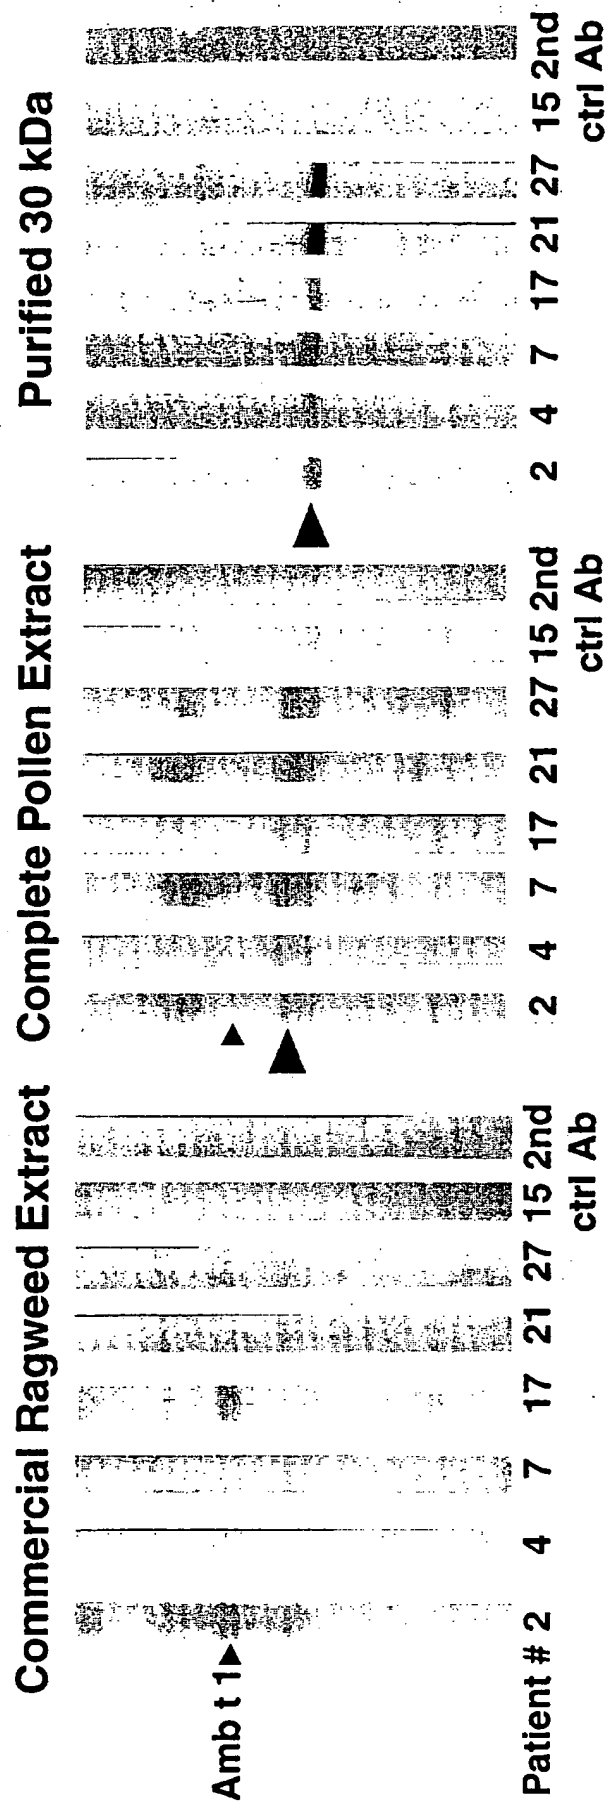 Commercial Ragweed Extract
Complete Pollen Extract
Purified 30 kDa
Amb t 1
Patient # 2 4 7 17 21 27 15 2nd
ctrl Ab
2 4 7 17 21 27 15 2nd
ctrl Ab
2 4 7 17 21 27 15 2nd
ctrl Ab